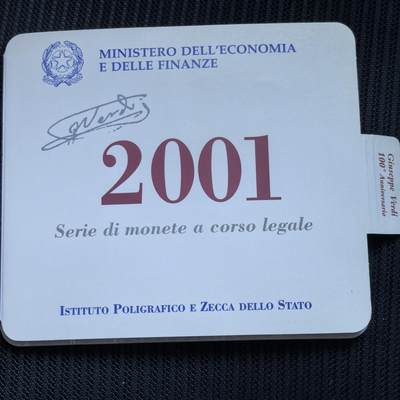 MINISTERO DELL'ECONOMIA
E DELLE FINANZE
GVerdi
2001
Serie di monete a corso legale
ISTITUTO POLIGRAFICO E ZECCA DELLO STATO
Giuseppe Verdi
100° Anniversario